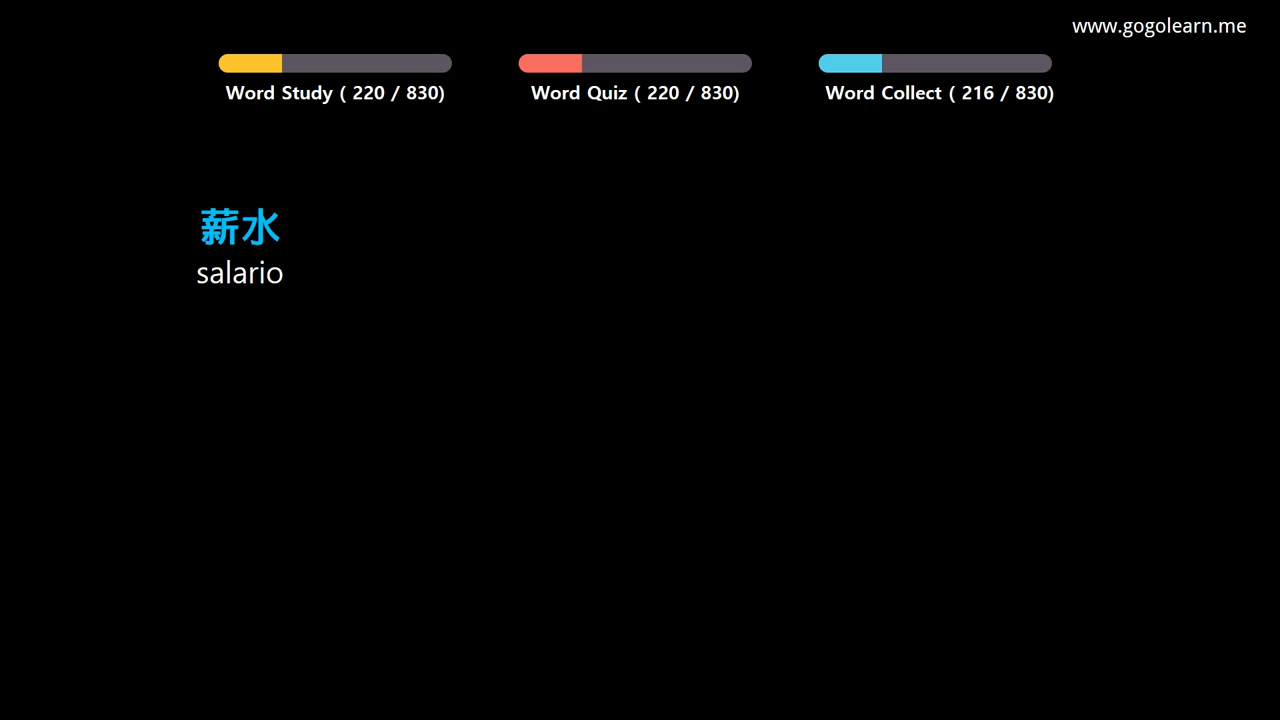 www.gogolearn.me
Word Study ( 220 / 830)
Word Quiz ( 220 / 830)
Word Collect ( 216 / 830)
薪水
salario